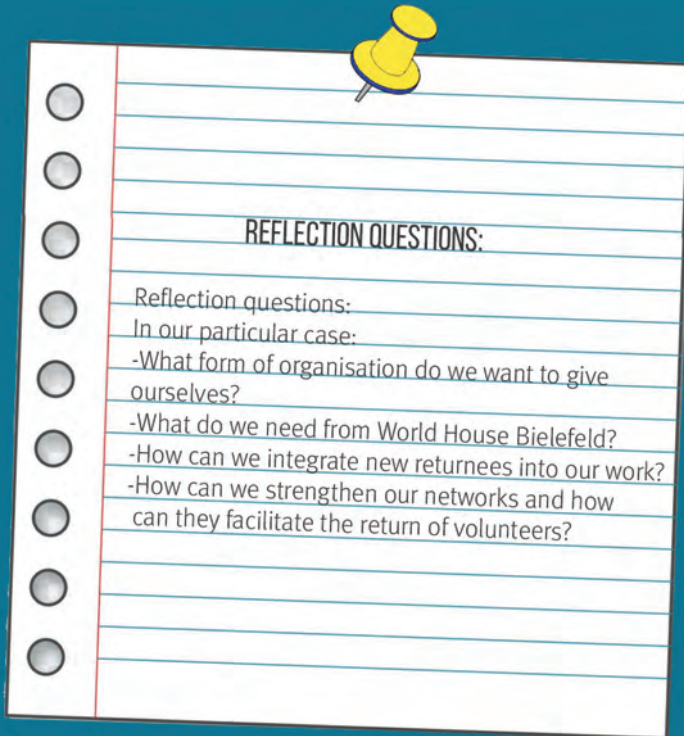 REFLECTION QUESTIONS:
Reflection questions:
In our particular case:
-What form of organisation do we want to give
ourselves?
-What do we need from World House Bielefeld?
-How can we integrate new returnees into our work?
-How can we strengthen our networks and how
can they facilitate the return of volunteers?